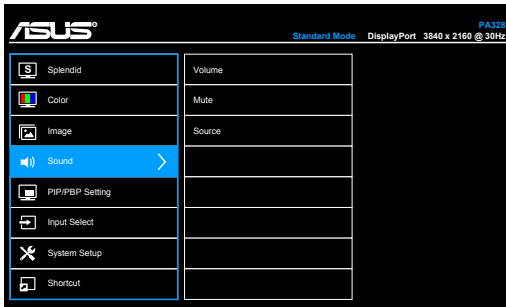 ASUS
PA328
Standard Mode DisplayPort 3840 x 2160 @ 30Hz
S Splendid
Color
Image
Sound
PIP/PBP Setting
Input Select
System Setup
Shortcut
Volume
Mute
Source